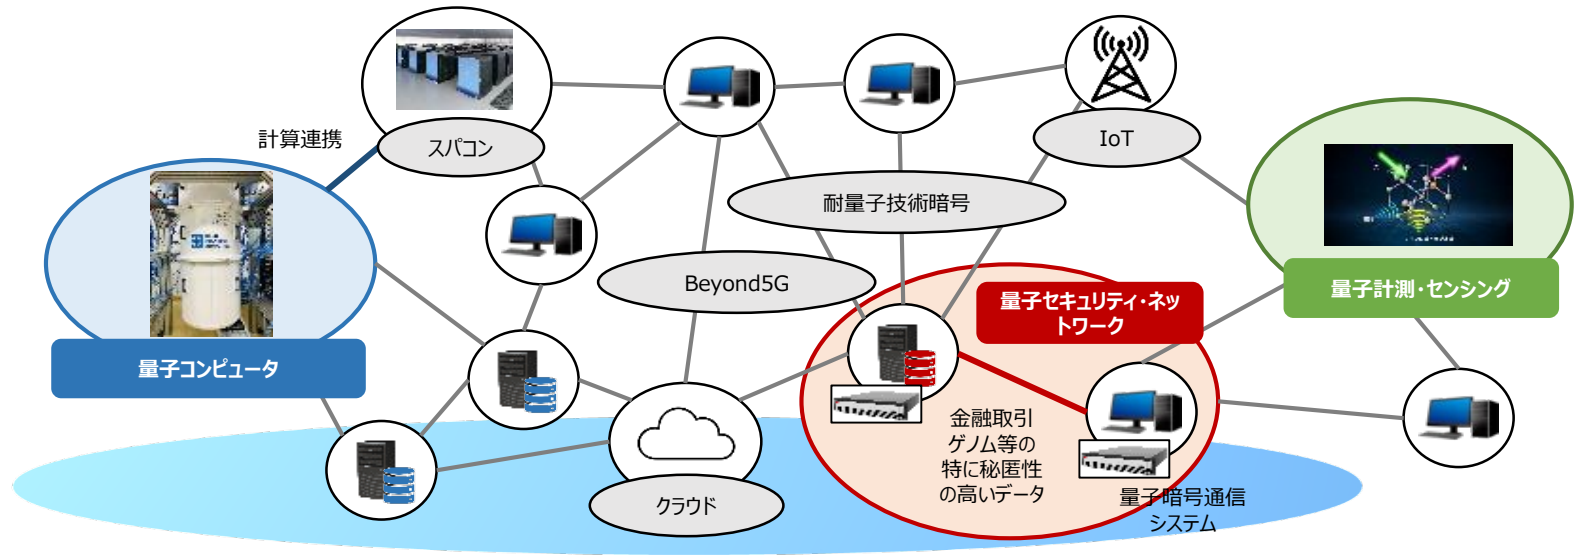 計算連携
スパコン
IoT
耐量子技術暗号
Beyond5G
量子セキュリティ・ネッ
トワーク
量子計測・センシング
量子コンピュータ
金融取引
ゲノム等の
特に秘匿性
の高いデータ
クラウド
量子暗号通信
システム